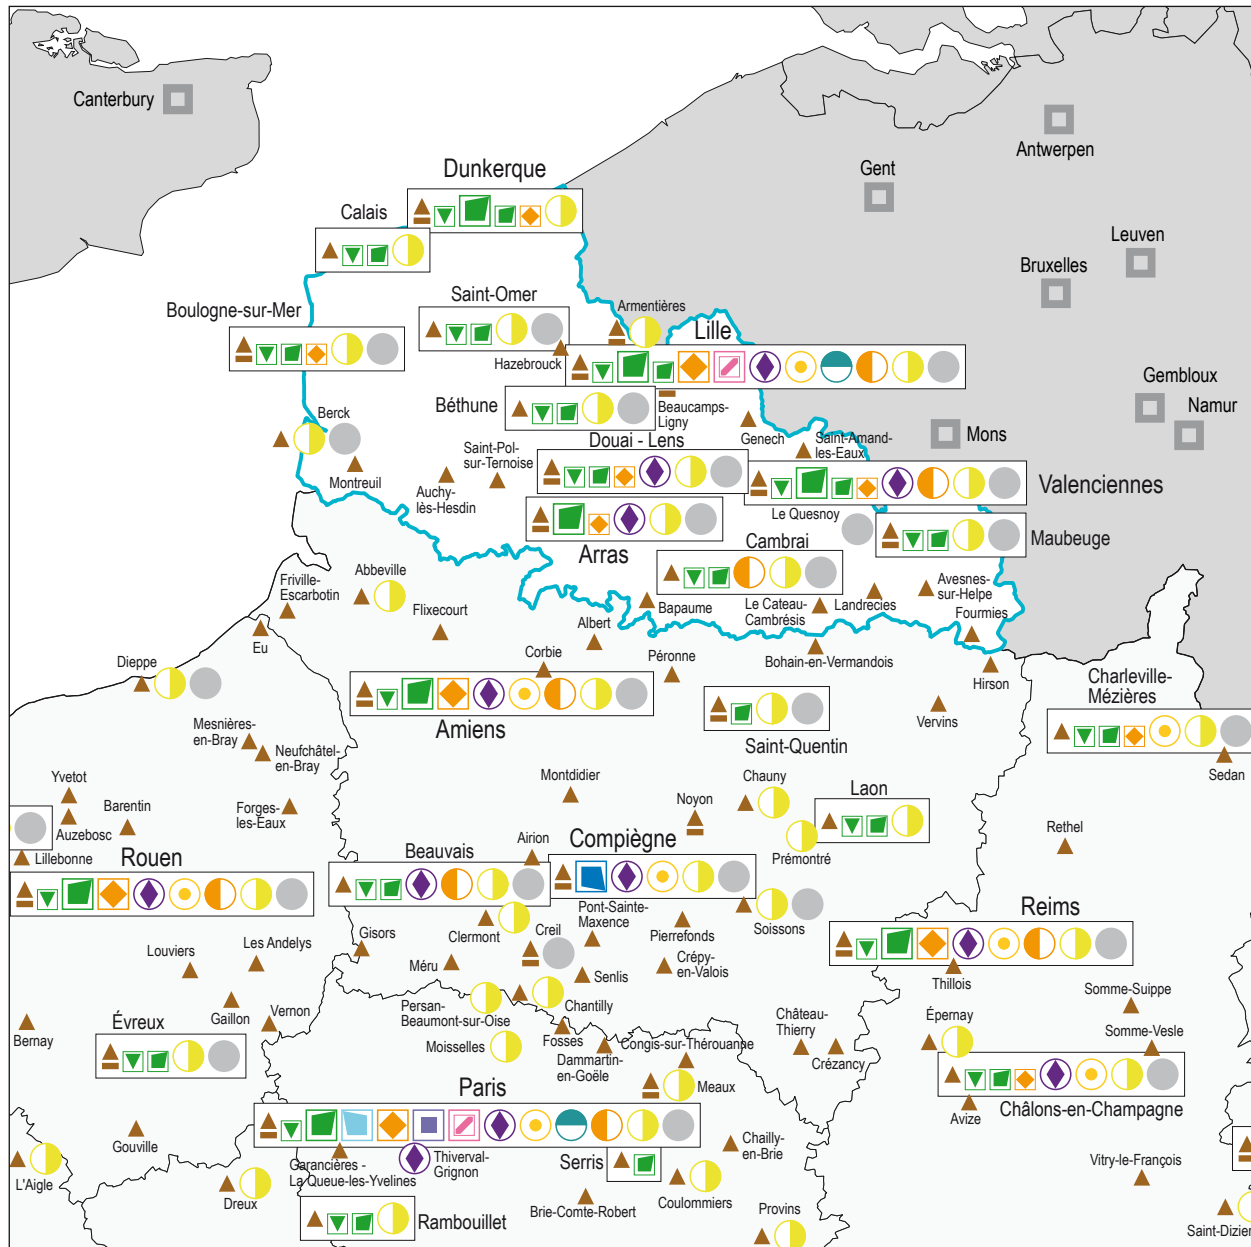 Canterbury
Antwerpen
Gent
Dunkerque
Calais
Leuven
Bruxelles
Saint-Omer
Boulogne-sur-Mer
Armentières
Lille
Hazebrouck
Gembloux
Namur
Béthune
Beaucamps-
Ligny
Berck
Genech
Mons
Douai - Lens
Saint-Amand-
les-Eaux
Saint-Pol-
sur-Ternoise
Montreuil
Auchy-
lès-Hesdin
Valenciennes
Le Quesnoy
Maubeuge
Arras
Cambrai
Abbeville
Friville-
Escarbotin
Flixecourt
Avesnes-
sur-Helpe
Bapaume
Le Cateau-
Cambrésis
Landrecies
Fourmies
Albert
Eu
Corbie
Péronne
Bohain-en-Vermandois
Dieppe
Hirson
Charleville-
Mézières
Mesnières-
en-Bray
Amiens
Vervins
Saint-Quentin
Neufchâtel-
en-Bray
Sedan
Yvetot
Montdidier
Chauny
Laon
Barentin
Forges-
les-Eaux
Noyon
Auzebosc
Rethel
Airion
Compiègne
Lillebonne
Rouen
Beauvais
Prémontré
Pont-Sainte-
Maxence
Reims
Clermont
Creil
Soissons
Pierrefonds
Gisors
Les Andelys
Louviers
Méru
Crépy-
en-Valois
Senlis
Thillois
Somme-Suippe
Persan-
Beaumont-sur-Oise
Chantilly
Gaillon
Vernon
Château-
Thierry
Épernay
Évreux
Somme-Vesle
Bernay
Fosses
Moisselles
Congis-sur-Thérouanne
Dammartin-
en-Goële
Crézancy
Meaux
Paris
Châlons-en-Champagne
Avize
Gouville
Chailly-
en-Brie
Thiverval-
Grignon
Serris
Garancières -
La Queue-les-Yvelines
Vitry-le-François
L'Aigle
Dreux
Coulommiers
Brie-Comte-Robert
Provins
Rambouillet
Saint-Dizier